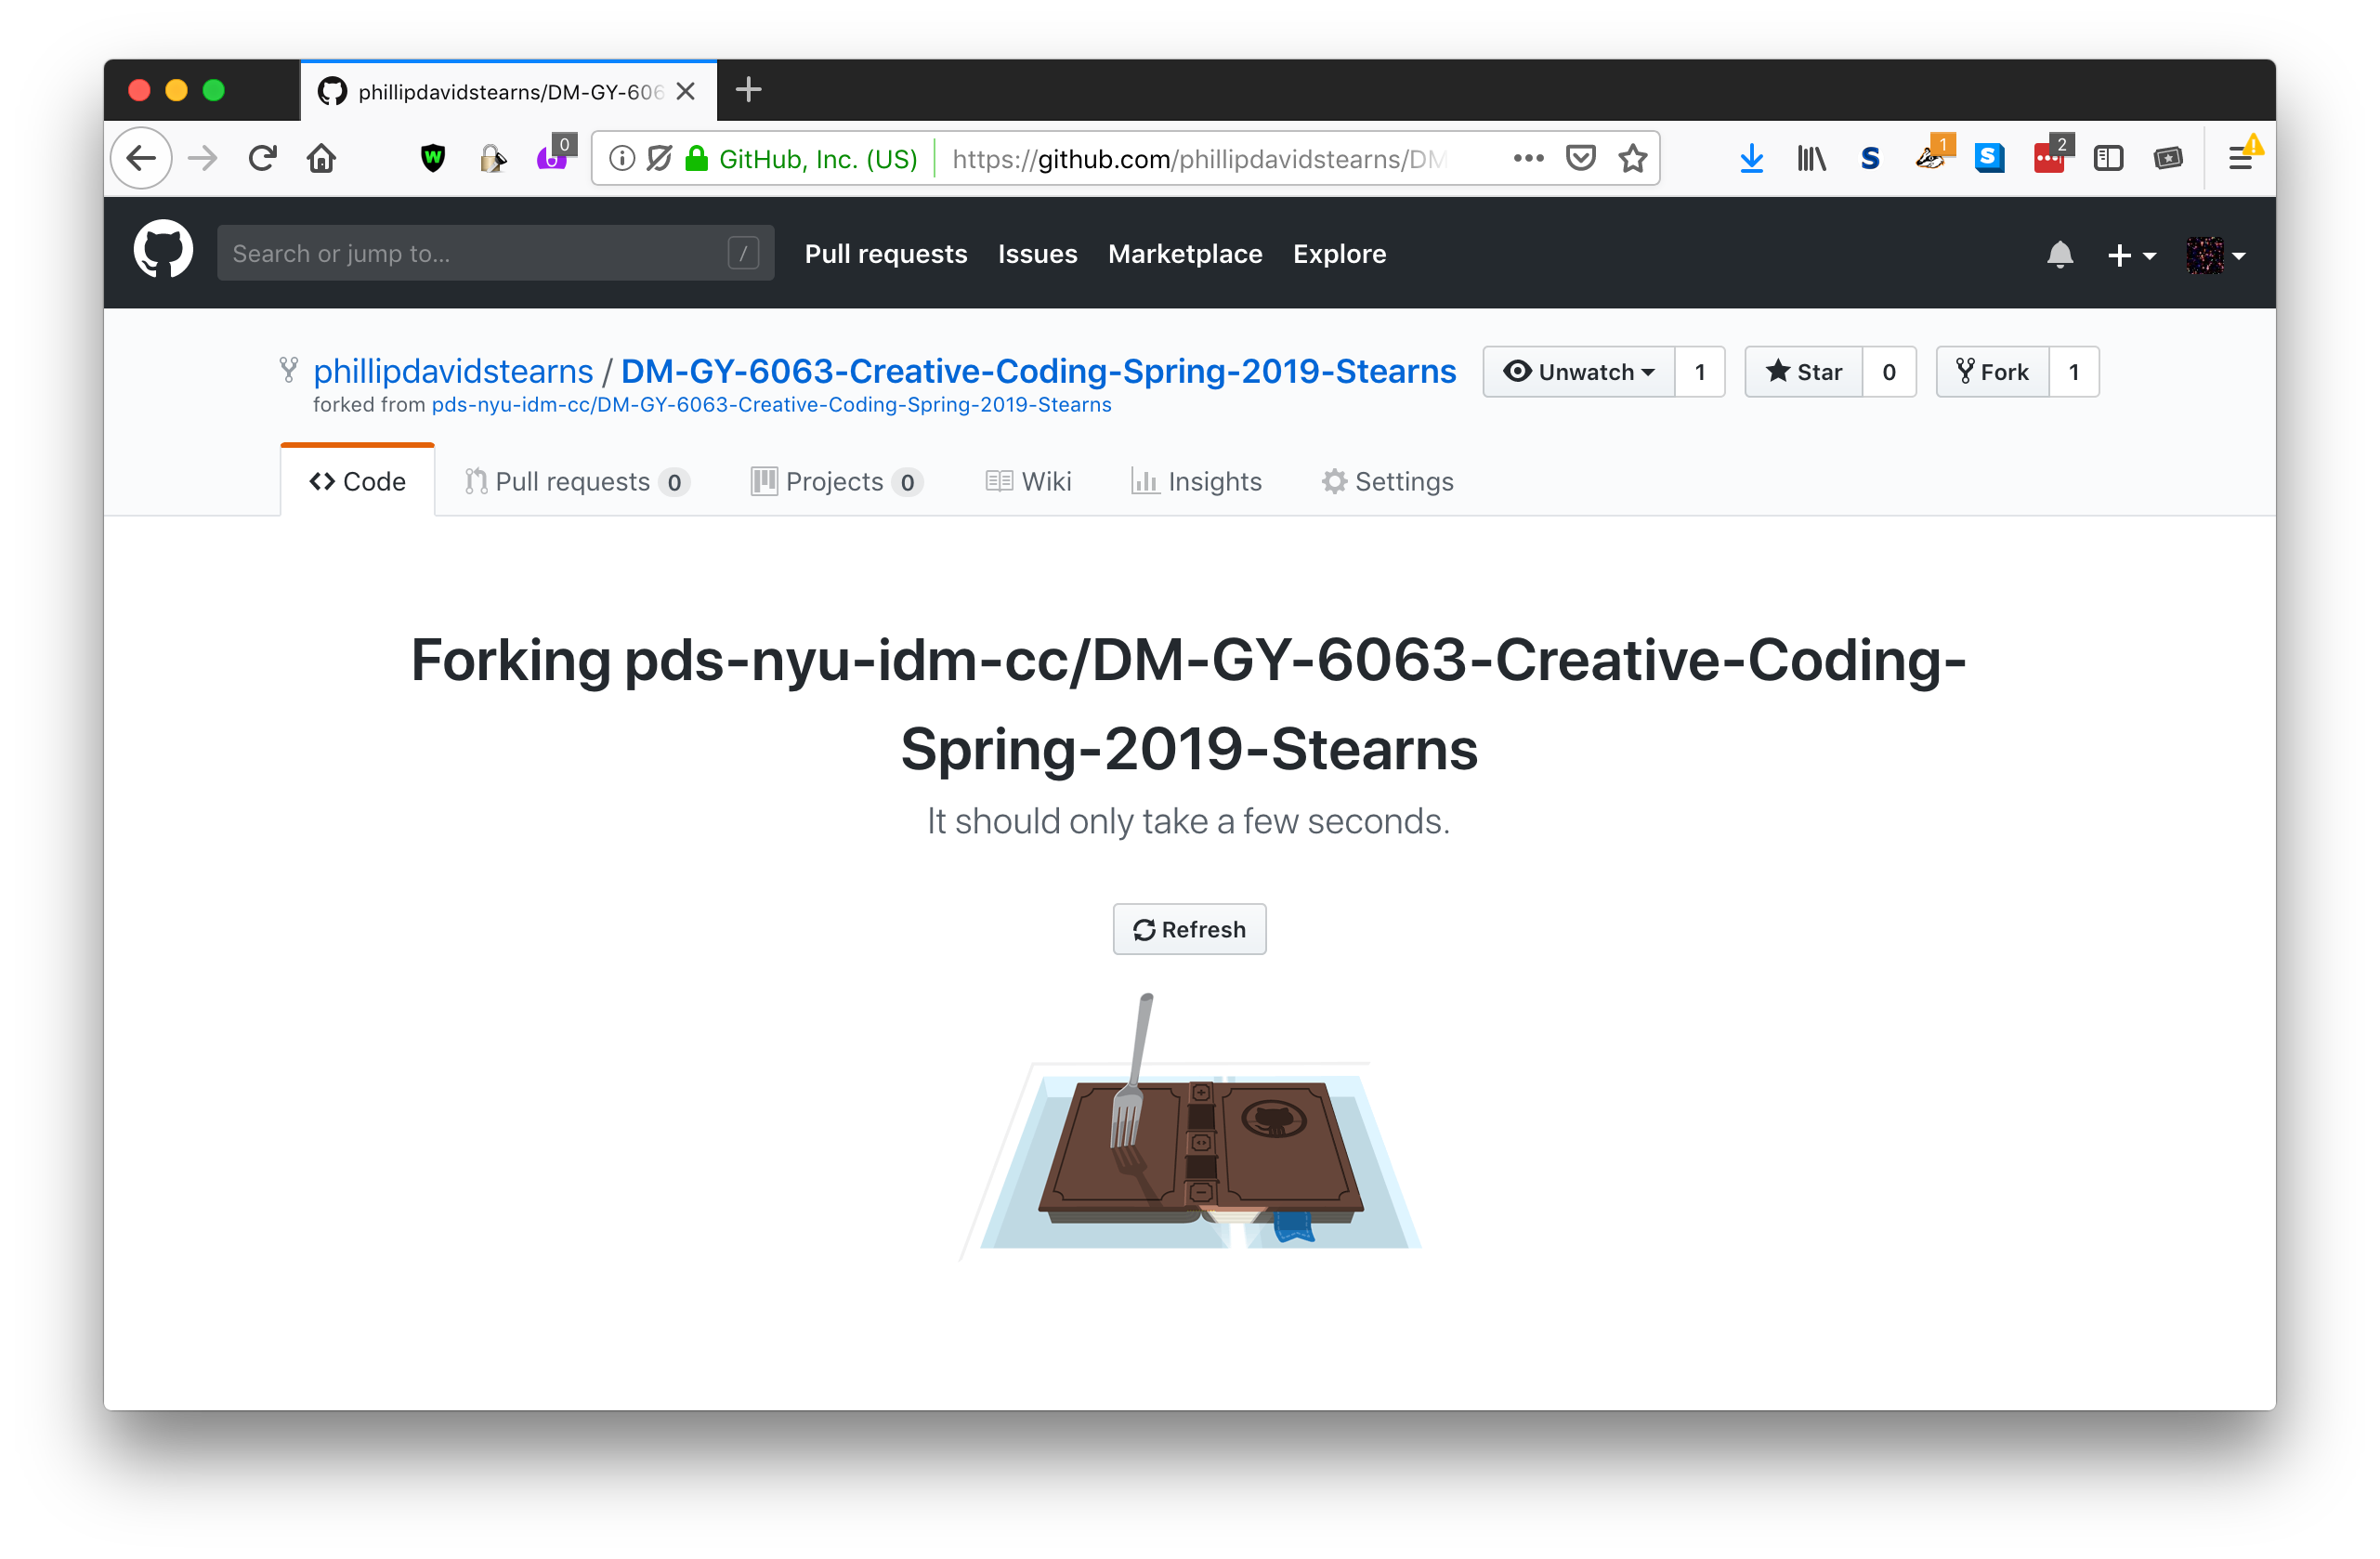 phillipdavidstearns/DM-GY-606
0
GitHub, Inc. (US) https://github.com/phillipdavidstearns/DM
1
2
Search or jump to... /
Pull requests Issues Marketplace Explore
phillipdavidstearns / DM-GY-6063-Creative-Coding-Spring-2019-Stearns
Unwatch 1 Star 0 Fork 1
forked from pds-nyu-idm-cc/DM-GY-6063-Creative-Coding-Spring-2019-Stearns
Code Pull requests 0 Projects 0 Wiki Insights Settings
Forking pds-nyu-idm-cc/DM-GY-6063-Creative-Coding-
Spring-2019-Stearns
It should only take a few seconds.
Refresh